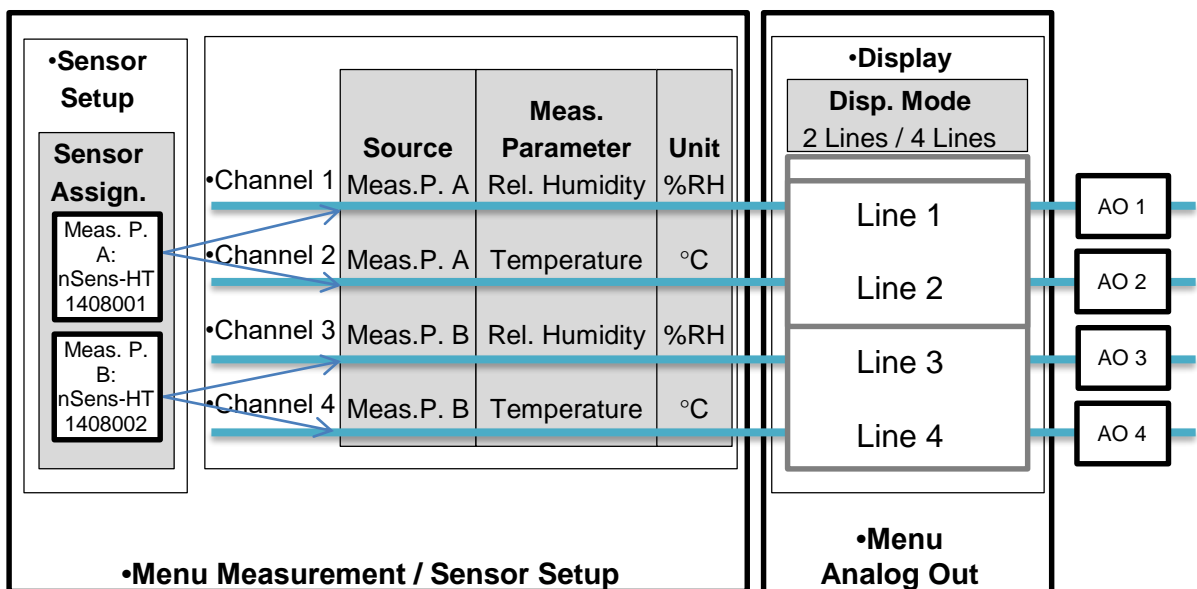 •Sensor
Setup
Sensor
Assign.
Meas. P.
A:
nSens-HT
1408001
Meas. P.
B:
nSens-HT
1408002
Source
Meas.
Parameter
Unit
•Channel 1 Meas.P. A Rel. Humidity %RH
•Channel 2 Meas.P. A Temperature °C
•Channel 3 Meas.P. B Rel. Humidity %RH
•Channel 4 Meas.P. B Temperature °C
•Menu Measurement / Sensor Setup
•Display
Disp. Mode
2 Lines / 4 Lines
Line 1
Line 2
Line 3
Line 4
•Menu
Analog Out
AO 1
AO 2
AO 3
AO 4